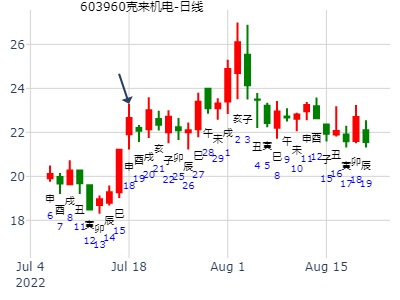 603960克来机电-日线
26
24
22
20
18
申 酉 戌 丑 寅 卯 辰 巳 申 酉 戌 亥 子 卯 辰 巳 午 未 戌 亥 子 丑 寅 巳 午 未 申 酉 子 丑 寅 卯 辰
6 7 8 11 12 13 14 15 18 19 20 21 22 25 26 27 28 29 1 2 3 4 5 8 9 10 11 12 15 16 17 18 19
Jul 4 Jul 18 Aug 1 Aug 15
2022